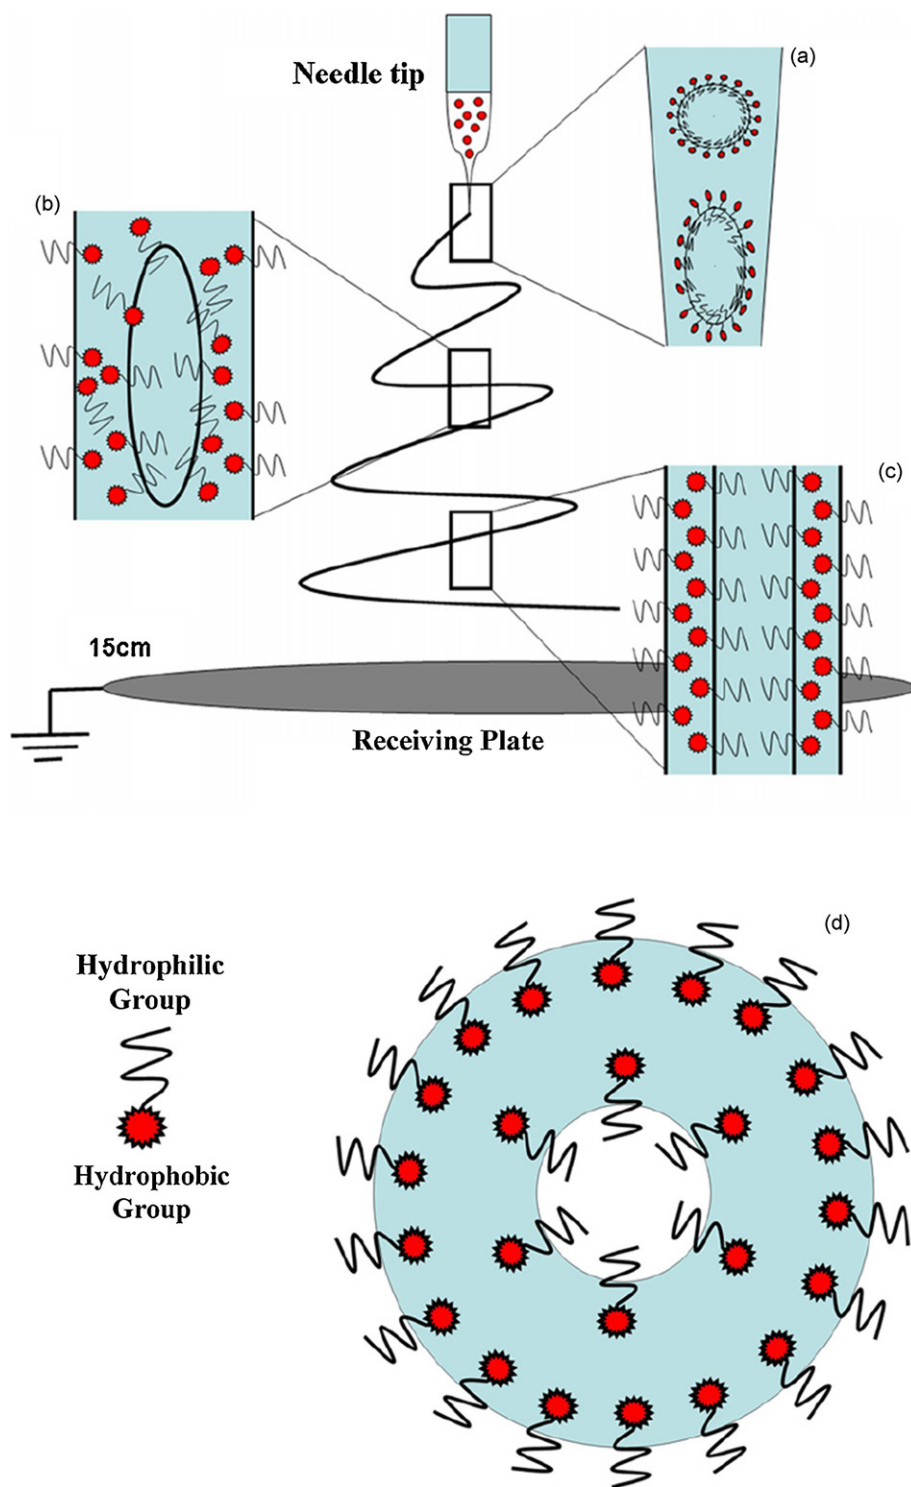 (a)
Needle tip
(b)
(c)
15cm
Receiving Plate
(d)
Hydrophilic
Group
Hydrophobic
Group